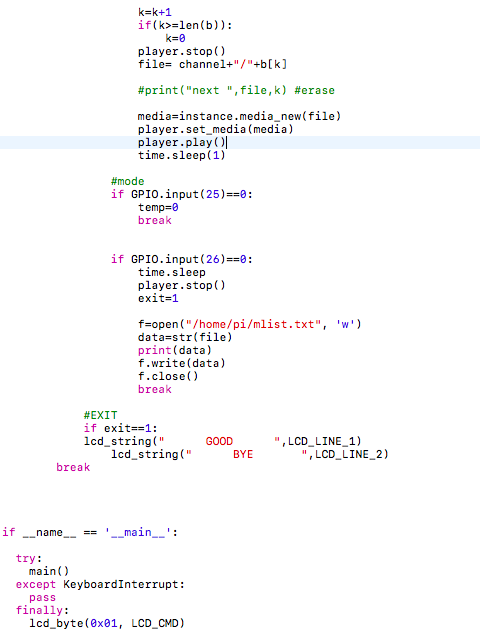 k=k+1
if(k>=len(b)):
k=0
player.stop()
file= channel+"/"+b[k]
#print("next ",file,k) #erase
media=instance.media_new(file)
player.set_media(media)
player.play()
time.sleep(1)
#mode
if GPIO.input(25)==0:
temp=0
break
if GPIO.input(26)==0:
time.sleep
player.stop()
exit=1
f=open("/home/pi/mlist.txt", 'w')
data=str(file)
print(data)
f.write(data)
f.close()
break
#EXIT
if exit==1:
lcd_string("      GOOD      ",LCD_LINE_1)
lcd_string("      BYE       ",LCD_LINE_2)
break
if __name__ == '__main__':
try:
main()
except KeyboardInterrupt:
pass
finally:
lcd_byte(0x01, LCD_CMD)